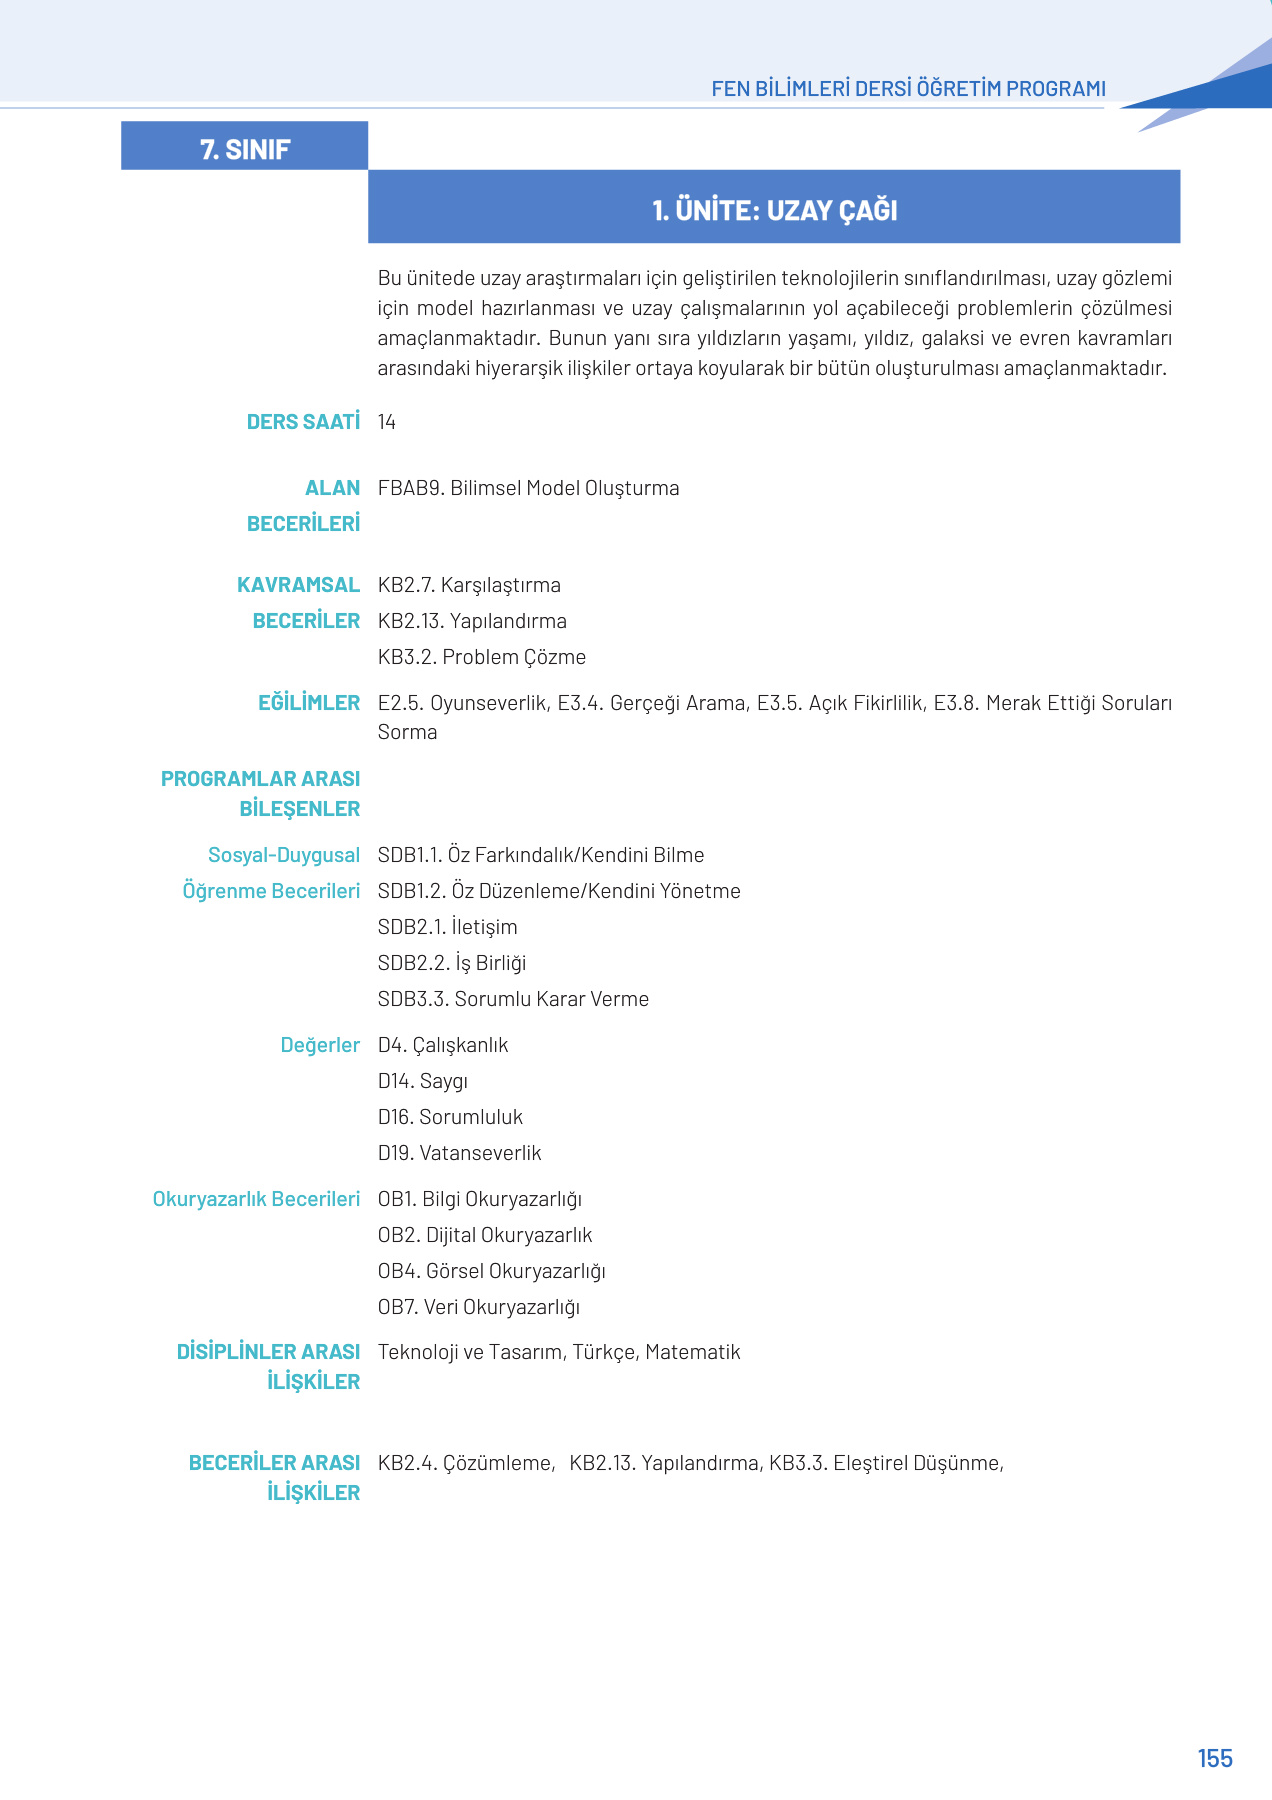 FEN BİLİMLERİ DERSİ ÖĞRETİM PROGRAMI
7. SINIF
1. ÜNİTE: UZAY ÇAĞI
Bu ünitede uzay araştırmaları için geliştirilen teknolojilerin sınıflandırılması, uzay gözlemi
için model hazırlanması ve uzay çalışmalarının yol açabileceği problemlerin çözülmesi
amaçlanmaktadır. Bunun yanı sıra yıldızların yaşamı, yıldız, galaksi ve evren kavramları
arasındaki hiyerarşik ilişkiler ortaya koyularak bir bütün oluşturulması amaçlanmaktadır.
DERS SAATİ 14
ALAN FBAB9. Bilimsel Model Oluşturma
BECERİLERİ
KAVRAMSAL KB2.7. Karşılaştırma
BECERİLER KB2.13. Yapılandırma
KB3.2. Problem Çözme
EĞİLİMLER E2.5. Oyunseverlik, E3.4. Gerçeği Arama, E3.5. Açık Fikirlilik, E3.8. Merak Ettiği Soruları
Sorma
PROGRAMLAR ARASI
BİLEŞENLER
Sosyal-Duygusal SDB1.1. Öz Farkındalık/Kendini Bilme
Öğrenme Becerileri SDB1.2. Öz Düzenleme/Kendini Yönetme
SDB2.1. İletişim
SDB2.2. İş Birliği
SDB3.3. Sorumlu Karar Verme
Değerler D4. Çalışkanlık
D14. Saygı
D16. Sorumluluk
D19. Vatanseverlik
Okuryazarlık Becerileri OB1. Bilgi Okuryazarlığı
OB2. Dijital Okuryazarlık
OB4. Görsel Okuryazarlığı
OB7. Veri Okuryazarlığı
DİSİPLİNLER ARASI Teknoloji ve Tasarım, Türkçe, Matematik
İLİŞKİLER
BECERİLER ARASI KB2.4. Çözümleme, KB2.13. Yapılandırma, KB3.3. Eleştirel Düşünme,
İLİŞKİLER
155